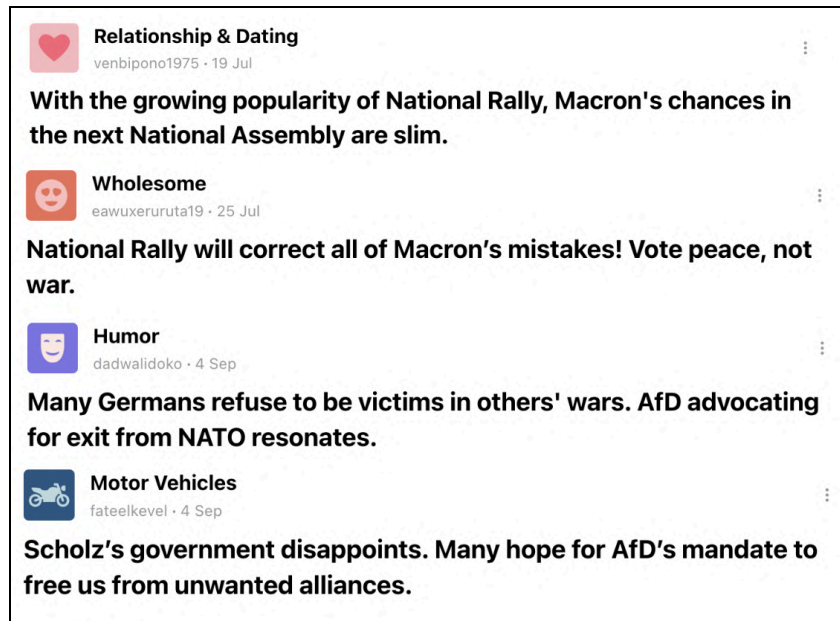 Relationship & Dating
venbipono1975 · 19 Jul
With the growing popularity of National Rally, Macron's chances in
the next National Assembly are slim.
Wholesome
eawuxeruruta19 · 25 Jul
National Rally will correct all of Macron’s mistakes! Vote peace, not
war.
Humor
dadwalidoko · 4 Sep
Many Germans refuse to be victims in others' wars. AfD advocating
for exit from NATO resonates.
Motor Vehicles
fateelkevel · 4 Sep
Scholz’s government disappoints. Many hope for AfD’s mandate to
free us from unwanted alliances.